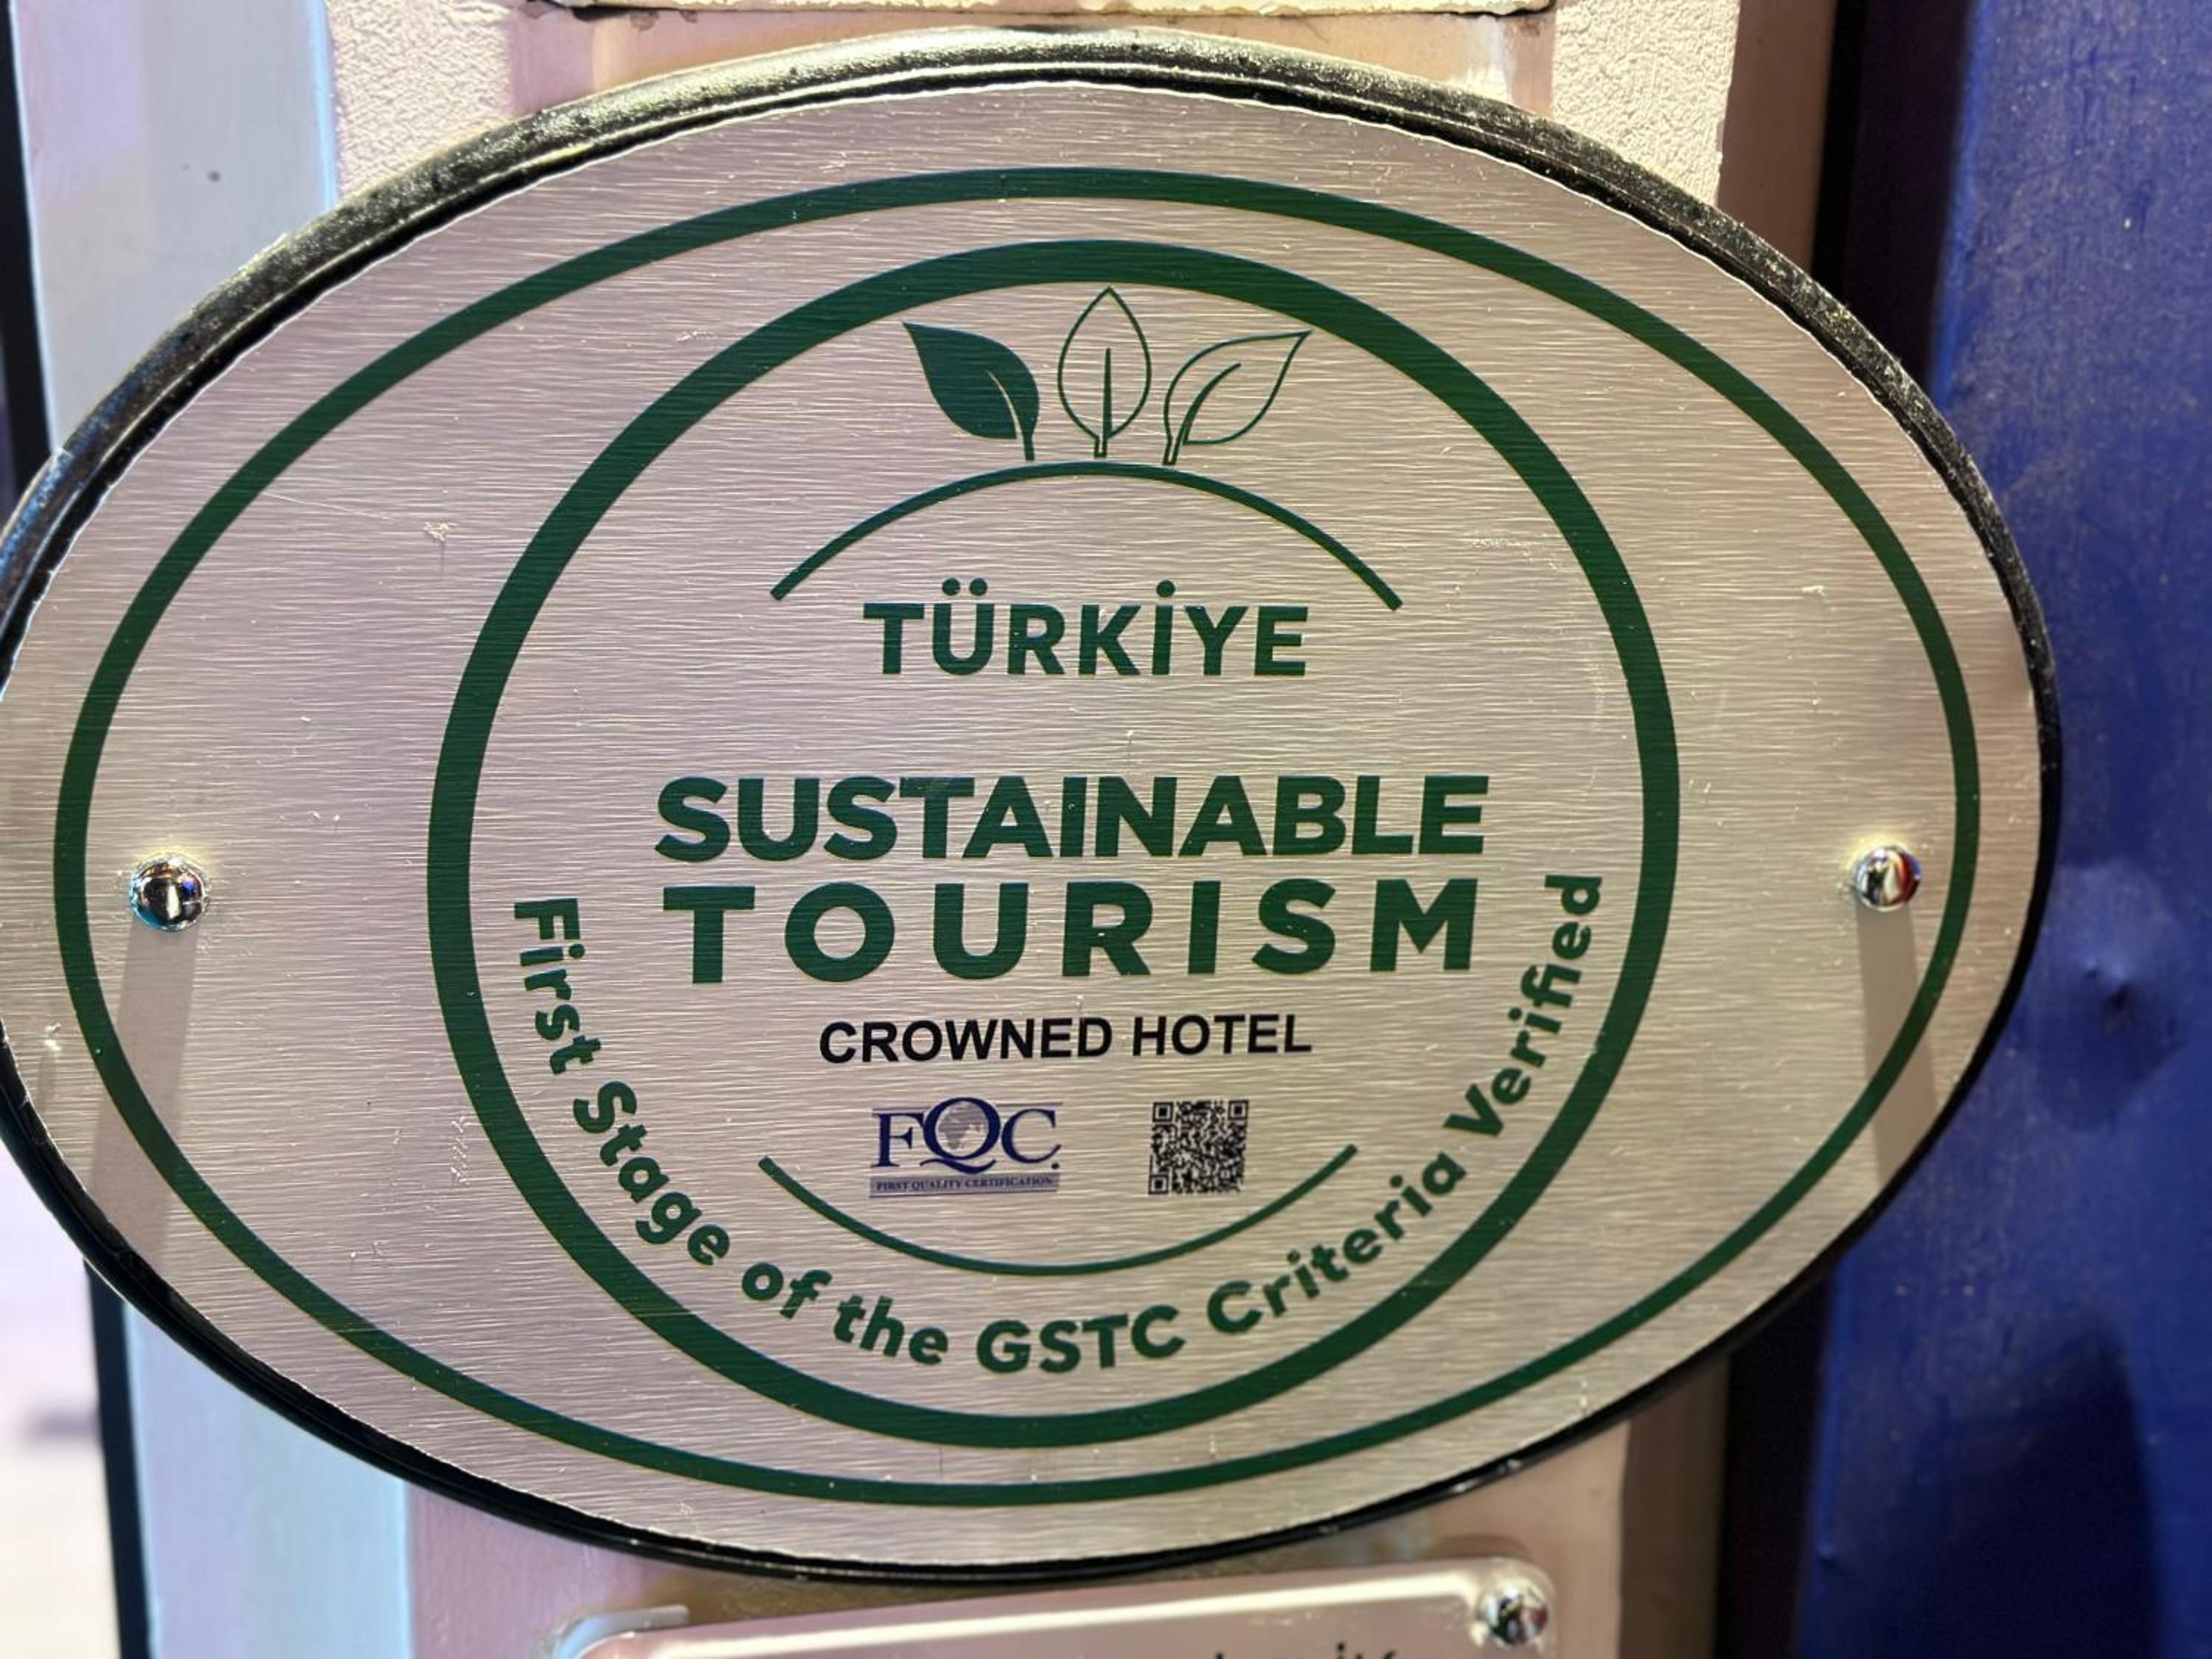 TÜRKİYE
SUSTAINABLE
TOURISM
CROWNED HOTEL
FQC
FIRST QUALITY CERTIFICATION
First Stage of the GSTC Criteria Verified